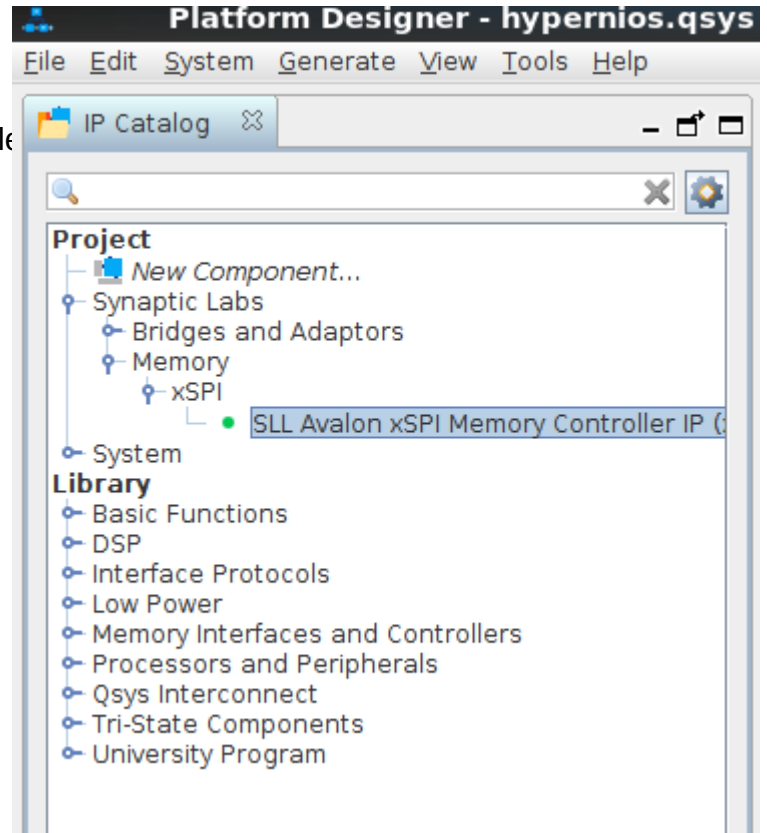 Platform Designer - hypernios.qsys
File Edit System Generate View Tools Help
IP Catalog
Project
New Component...
Synaptic Labs
Bridges and Adaptors
Memory
xSPI
SLL Avalon xSPI Memory Controller IP (
System
Library
Basic Functions
DSP
Interface Protocols
Low Power
Memory Interfaces and Controllers
Processors and Peripherals
Qsys Interconnect
Tri-State Components
University Program